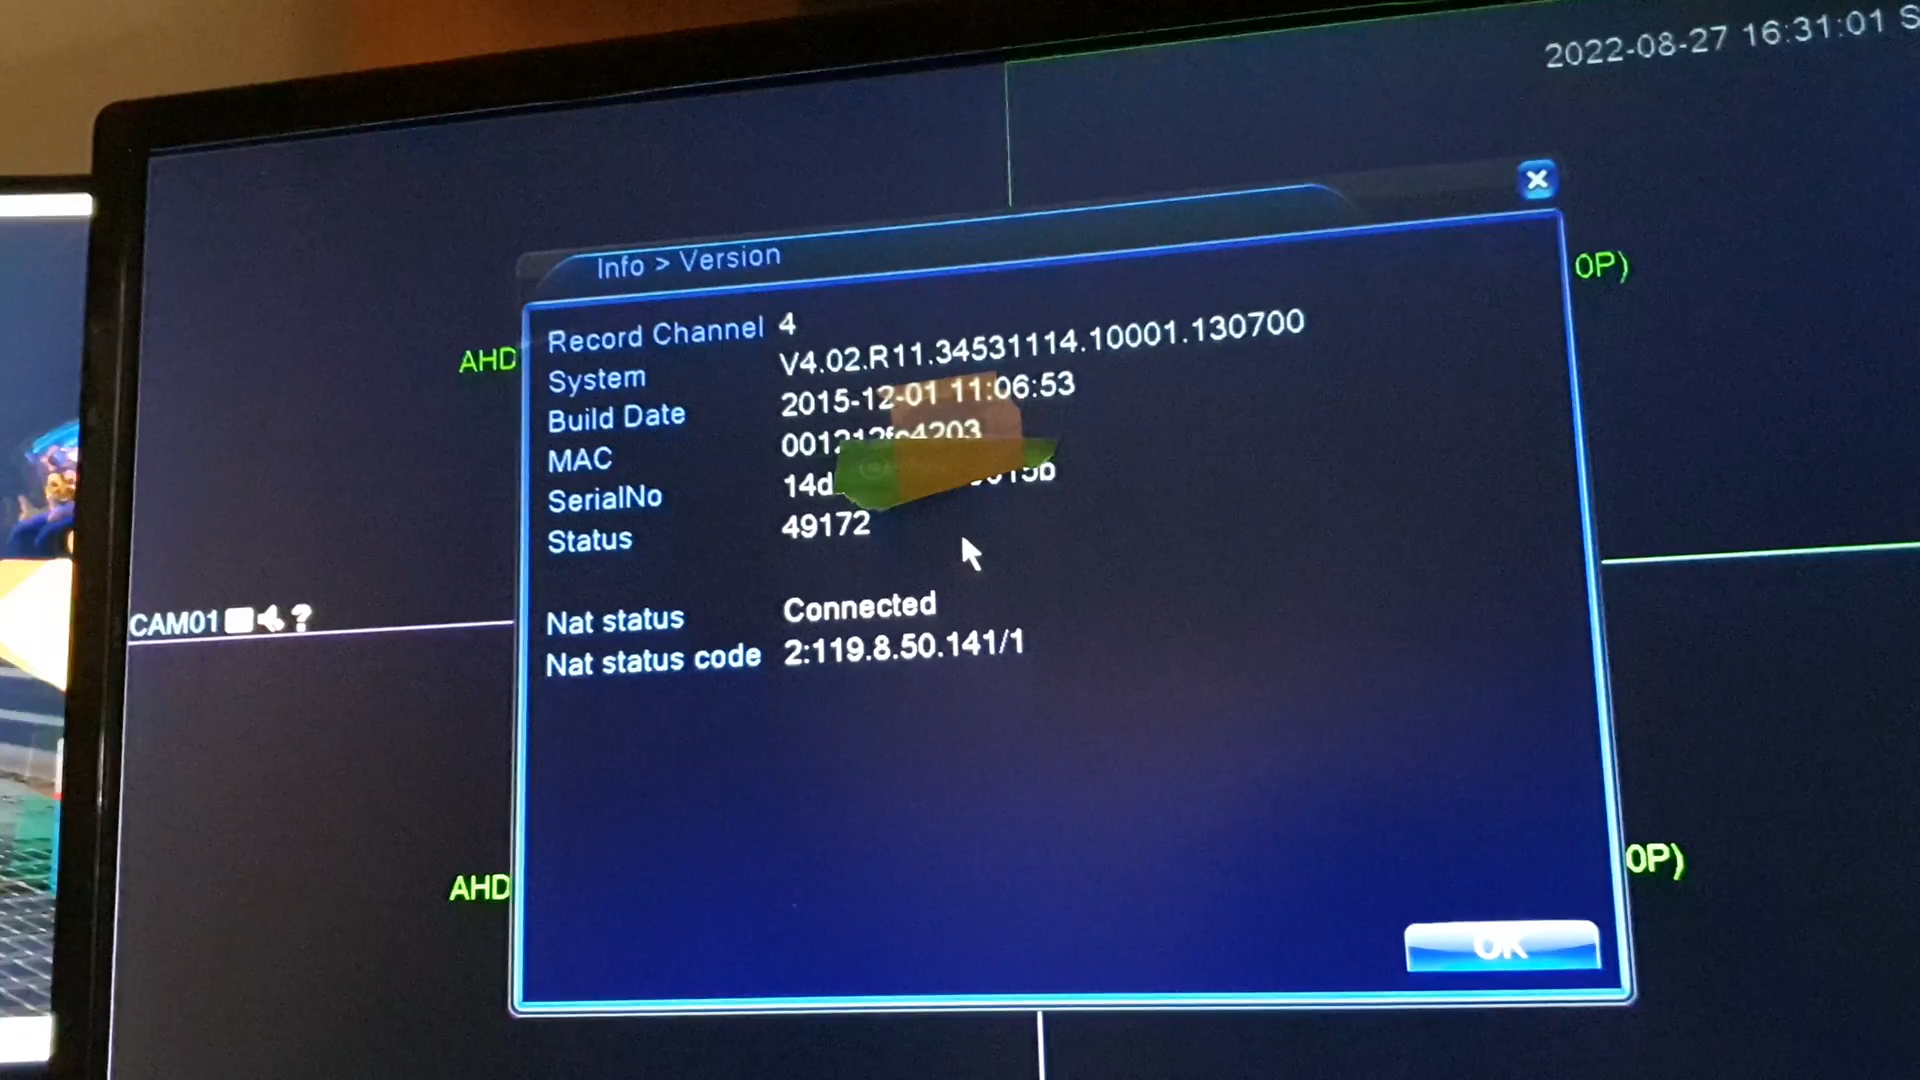 2022-08-27 16:31:01
Info > Version
Record Channel 4
System V4.02.R11.34531114.10001.130700
Build Date 2015-12-01 11:06:53
MAC
SerialNo
Status 49172
Nat status Connected
Nat status code 2:119.8.50.141/1
OK
AHD
0P)
CAM01
AHD
0P)